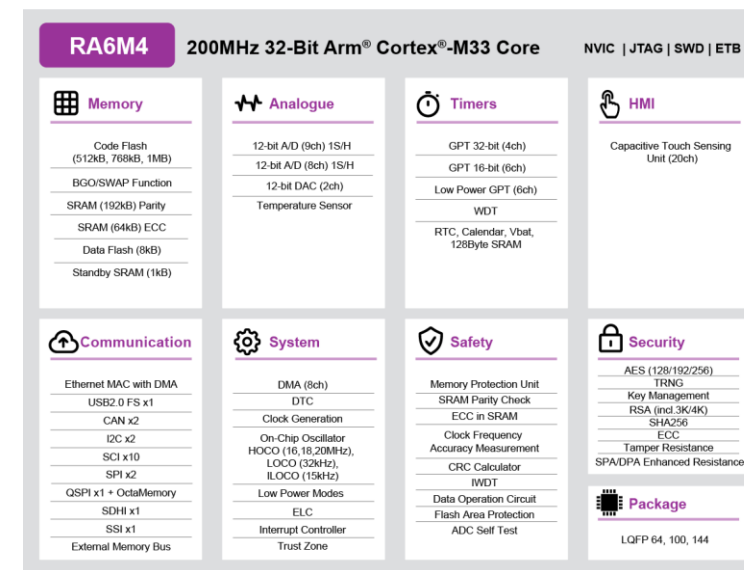 RA6M4
200MHz 32-Bit Arm® Cortex®-M33 Core
NVIC | JTAG | SWD | ETB
Memory
Code Flash
(512kB, 768kB, 1MB)
BGO/SWAP Function
SRAM (192kB) Parity
SRAM (64kB) ECC
Data Flash (8kB)
Standby SRAM (1kB)
Analogue
12-bit A/D (9ch) 1S/H
12-bit A/D (8ch) 1S/H
12-bit DAC (2ch)
Temperature Sensor
Timers
GPT 32-bit (4ch)
GPT 16-bit (6ch)
Low Power GPT (6ch)
WDT
RTC, Calendar, Vbat,
128Byte SRAM
HMI
Capacitive Touch Sensing
Unit (20ch)
Communication
Ethernet MAC with DMA
USB2.0 FS x1
CAN x2
I2C x2
SCI x10
SPI x2
QSPI x1 + OctaMemory
SDHI x1
SSI x1
External Memory Bus
System
DMA (8ch)
DTC
Clock Generation
On-Chip Oscillator
HOCO (16,18,20MHz),
LOCO (32kHz),
ILOCO (15kHz)
Low Power Modes
ELC
Interrupt Controller
Trust Zone
Safety
Memory Protection Unit
SRAM Parity Check
ECC in SRAM
Clock Frequency
Accuracy Measurement
CRC Calculator
IWDT
Data Operation Circuit
Flash Area Protection
ADC Self Test
Security
AES (128/192/256)
TRNG
Key Management
RSA (incl.3K/4K)
SHA256
ECC
Tamper Resistance
SPA/DPA Enhanced Resistance
Package
LQFP 64, 100, 144